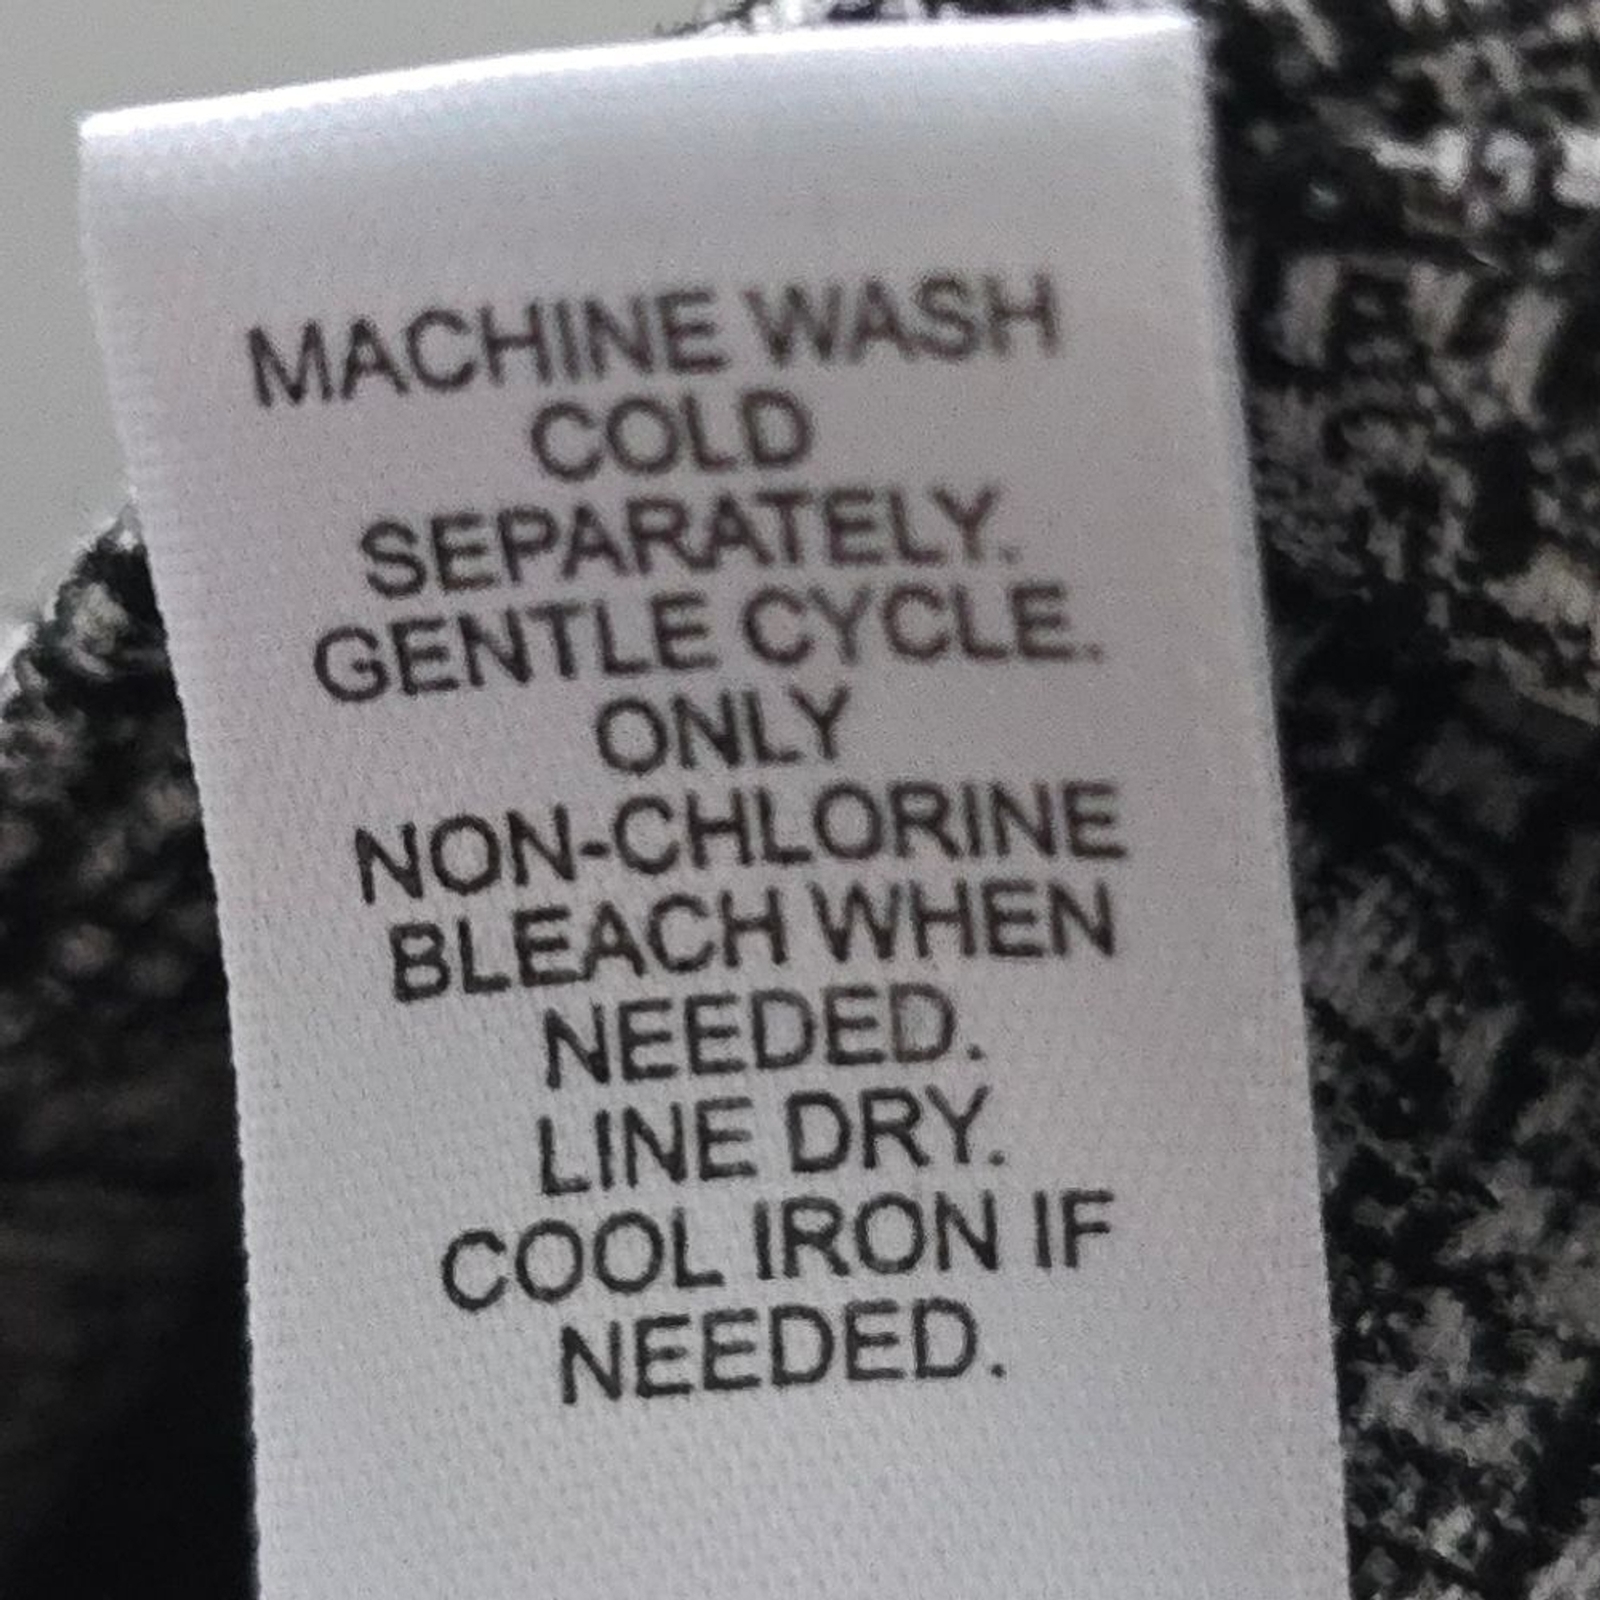 MACHINE WASH
COLD
SEPARATELY.
GENTLE CYCLE.
ONLY
NON-CHLORINE
BLEACH WHEN
NEEDED.
LINE DRY.
COOL IRON IF
NEEDED.